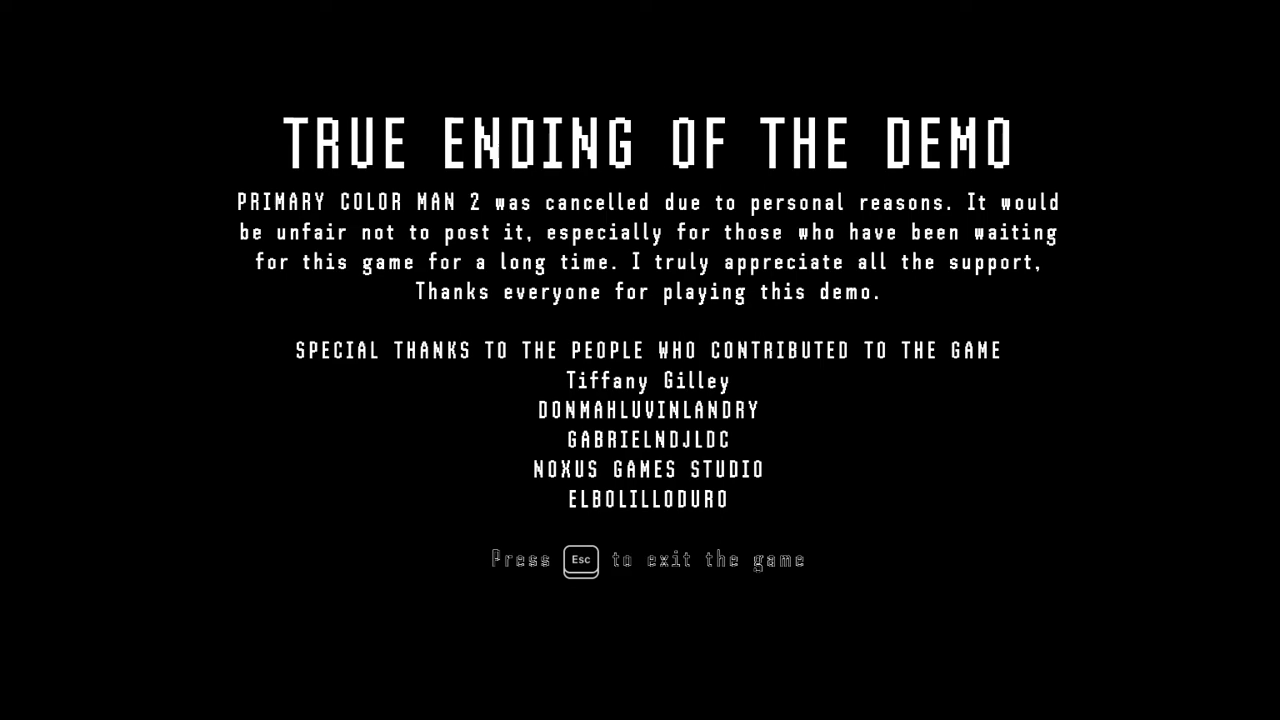 TRUE ENDING OF THE DEMO
PRIMARY COLOR MAN 2 was cancelled due to personal reasons. It would
be unfair not to post it, especially for those who have been waiting
for this game for a long time. I truly appreciate all the support,
Thanks everyone for playing this demo.
SPECIAL THANKS TO THE PEOPLE WHO CONTRIBUTED TO THE GAME
Tiffany Gilley
DONMAHLUVINLANDRY
GABRIELNDJLDC
NOXUS GAMES STUDIO
ELBOLILLODURO
Press Esc to exit the game